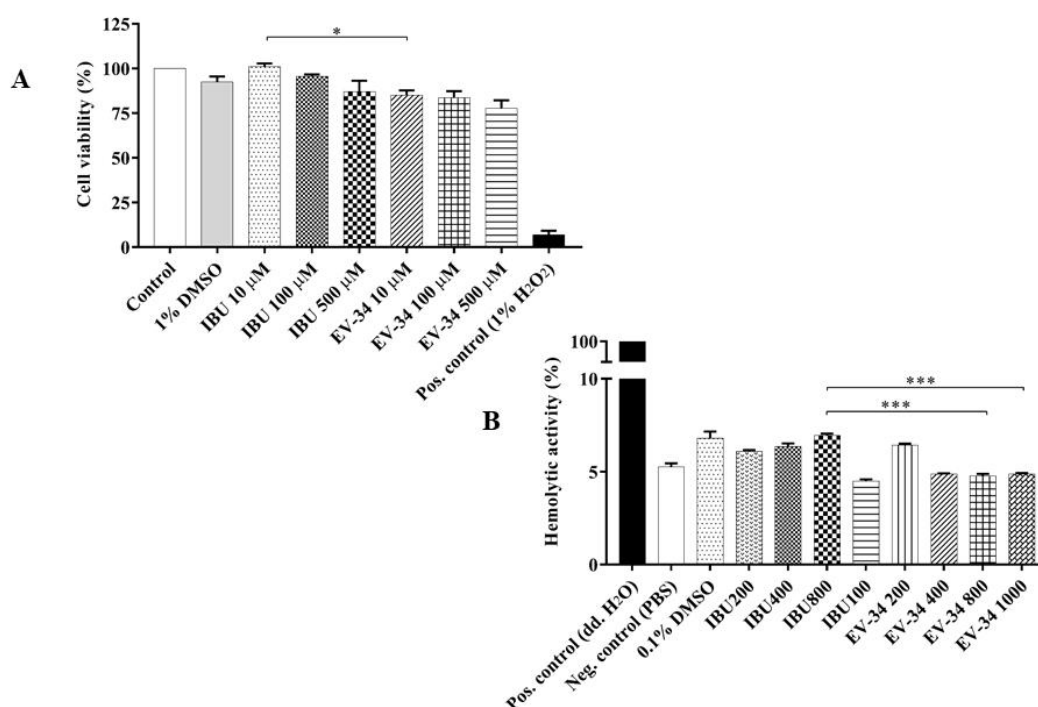 A
Cell viability (%)
125
100
75
50
25
0
*
Control
1% DMSO
IBU 10 μM
IBU 100 μM
IBU 500 μM
EV-34 10 μM
EV-34 100 μM
EV-34 500 μM
Pos. control (1% H2O2)
B
Hemolytic activity (%)
100
10
5
0
***
***
Pos. control (dd. H2O)
Neg. control (PBS)
0.1% DMSO
IBU200
IBU400
IBU800
IBU100
EV-34 200
EV-34 400
EV-34 800
EV-34 1000